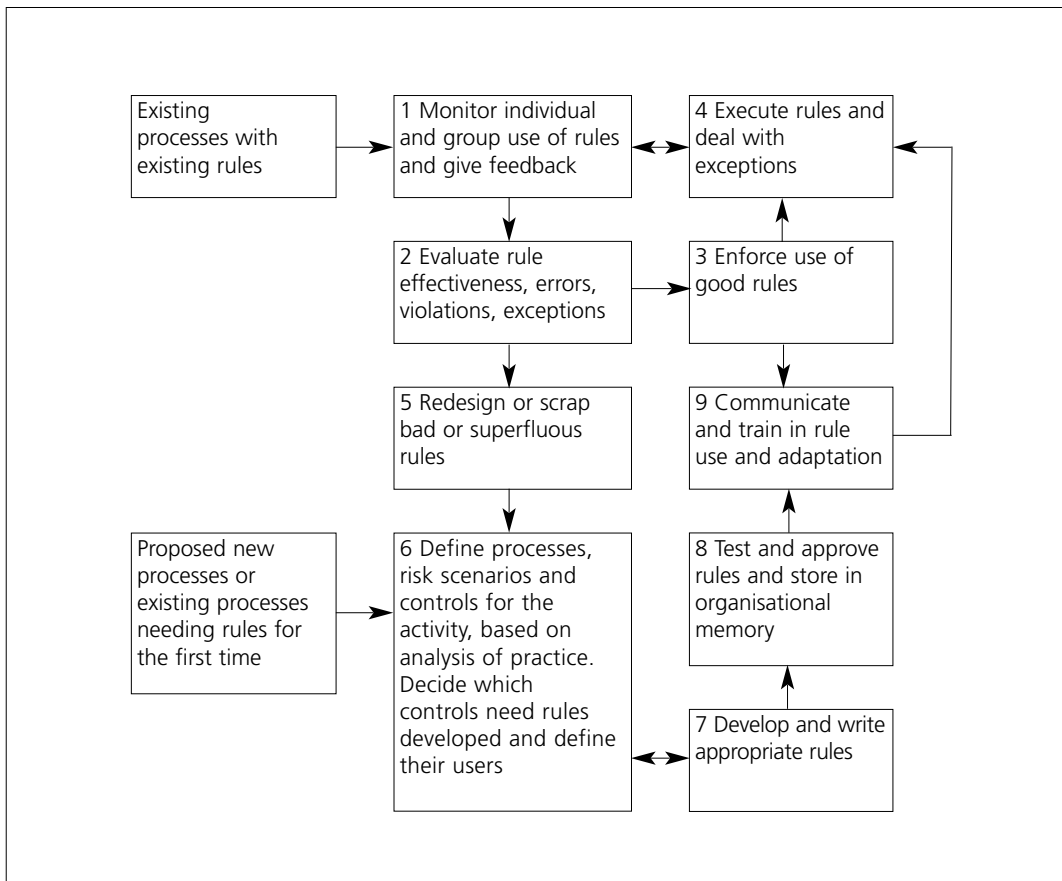 Existing
processes with
existing rules
1 Monitor individual
and group use of rules
and give feedback
4 Execute rules and
deal with
exceptions
2 Evaluate rule
effectiveness, errors,
violations, exceptions
3 Enforce use of
good rules
5 Redesign or scrap
bad or superfluous
rules
9 Communicate
and train in rule
use and adaptation
Proposed new
processes or
existing processes
needing rules for
the first time
6 Define processes,
risk scenarios and
controls for the
activity, based on
analysis of practice.
Decide which
controls need rules
developed and define
their users
8 Test and approve
rules and store in
organisational
memory
7 Develop and write
appropriate rules